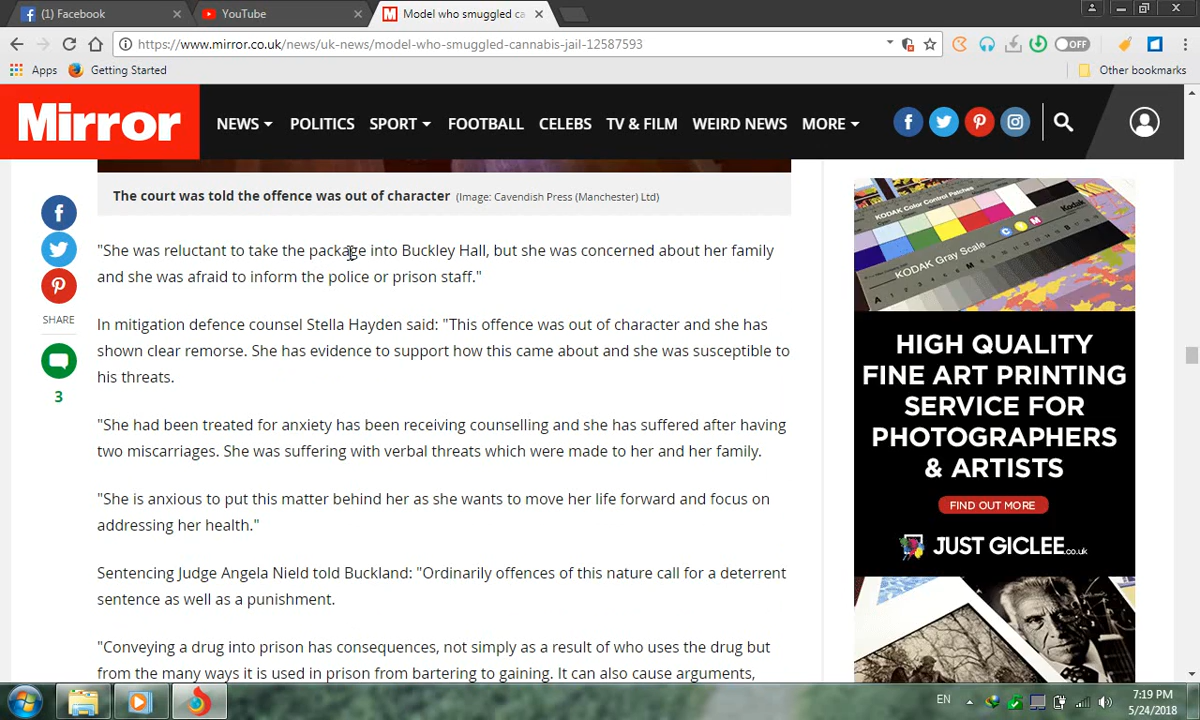 (1) Facebook
YouTube
Model who smuggled ca
https://www.mirror.co.uk/news/uk-news/model-who-smuggled-cannabis-jail-12587593
OFF
Apps
Getting Started
Other bookmarks
Mirror
NEWS
POLITICS
SPORT
FOOTBALL
CELEBS
TV & FILM
WEIRD NEWS
MORE
The court was told the offence was out of character (Image: Cavendish Press (Manchester) Ltd)
"She was reluctant to take the package into Buckley Hall, but she was concerned about her family
and she was afraid to inform the police or prison staff."
In mitigation defence counsel Stella Hayden said: "This offence was out of character and she has
shown clear remorse. She has evidence to support how this came about and she was susceptible to
his threats.
"She had been treated for anxiety has been receiving counselling and she has suffered after having
two miscarriages. She was suffering with verbal threats which were made to her and her family.
"She is anxious to put this matter behind her as she wants to move her life forward and focus on
addressing her health."
Sentencing Judge Angela Nield told Buckland: "Ordinarily offences of this nature call for a deterrent
sentence as well as a punishment.
"Conveying a drug into prison has consequences, not simply as a result of who uses the drug but
from the many ways it is used in prison from bartering to gaining. It can also cause arguments,
SHARE
3
KODAK Color Control Patches
Kodak
KODAK Gray Scale
C
M
A
HIGH QUALITY
FINE ART PRINTING
SERVICE FOR
PHOTOGRAPHERS
& ARTISTS
FIND OUT MORE
JUST GICLEE.co.uk
EN
7:19 PM
5/24/2018